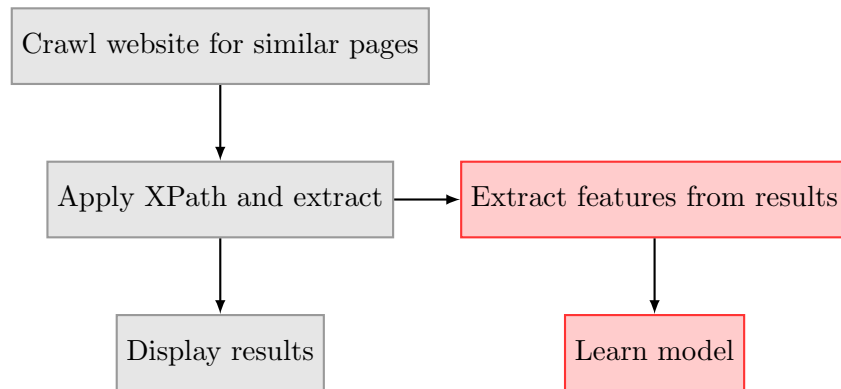 Crawl website for similar pages
Apply XPath and extract
Extract features from results
Display results
Learn model